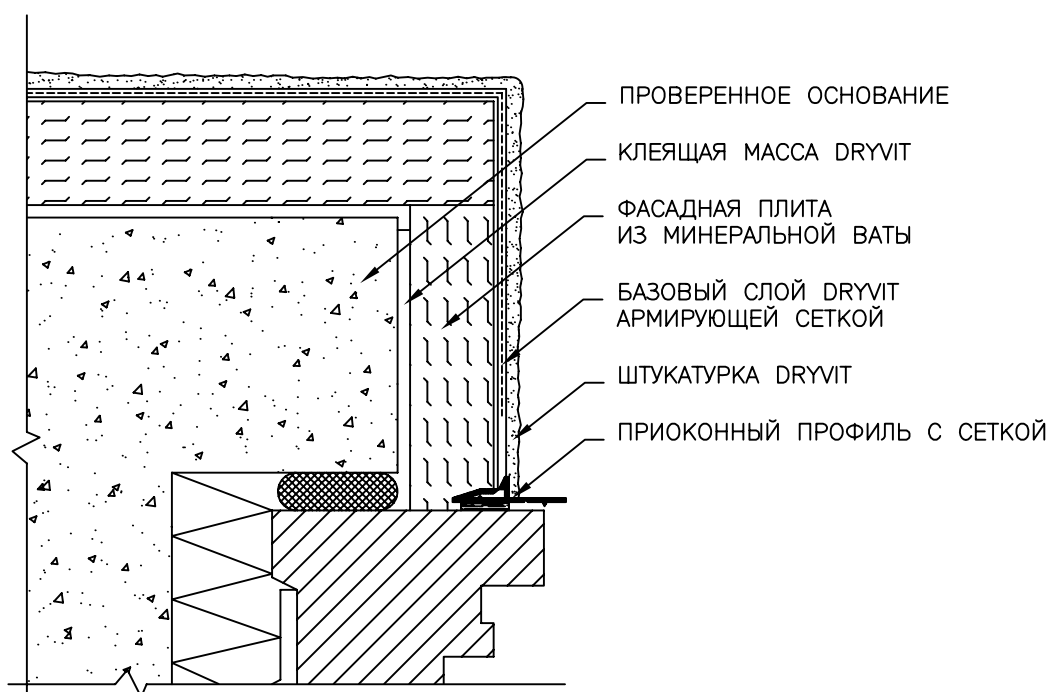 ПРОВЕРЕННОЕ ОСНОВАНИЕ
КЛЕЯЩАЯ МАССА DRYVIT
ФАСАДНАЯ ПЛИТА
ИЗ МИНЕРАЛЬНОЙ ВАТЫ
БАЗОВЫЙ СЛОЙ DRYVIT
АРМИРУЮЩЕЙ СЕТКОЙ
ШТУКАТУРКА DRYVIT
ПРИОКОННЫЙ ПРОФИЛЬ С СЕТКОЙ